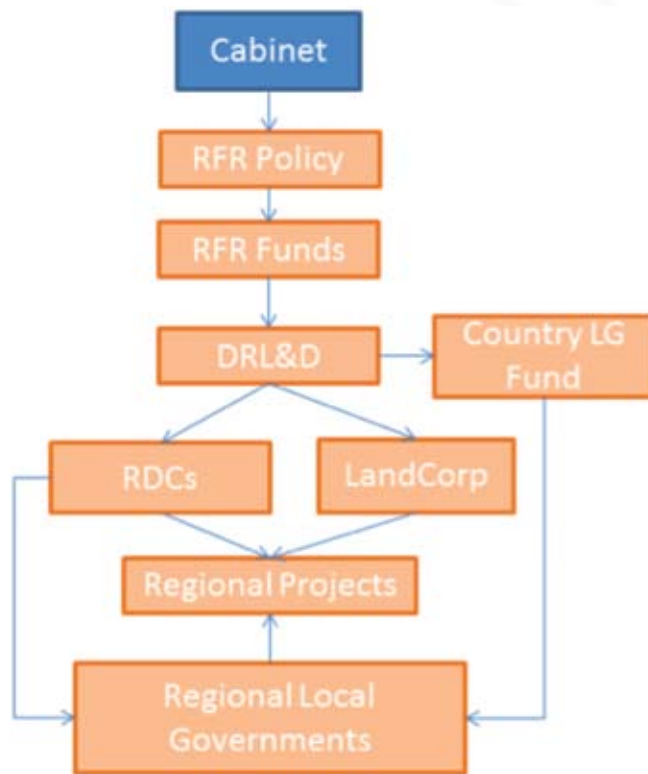 Cabinet
RFR Policy
RFR Funds
DRL&D
Country LG
Fund
RDCs
LandCorp
Regional Projects
Regional Local
Governments